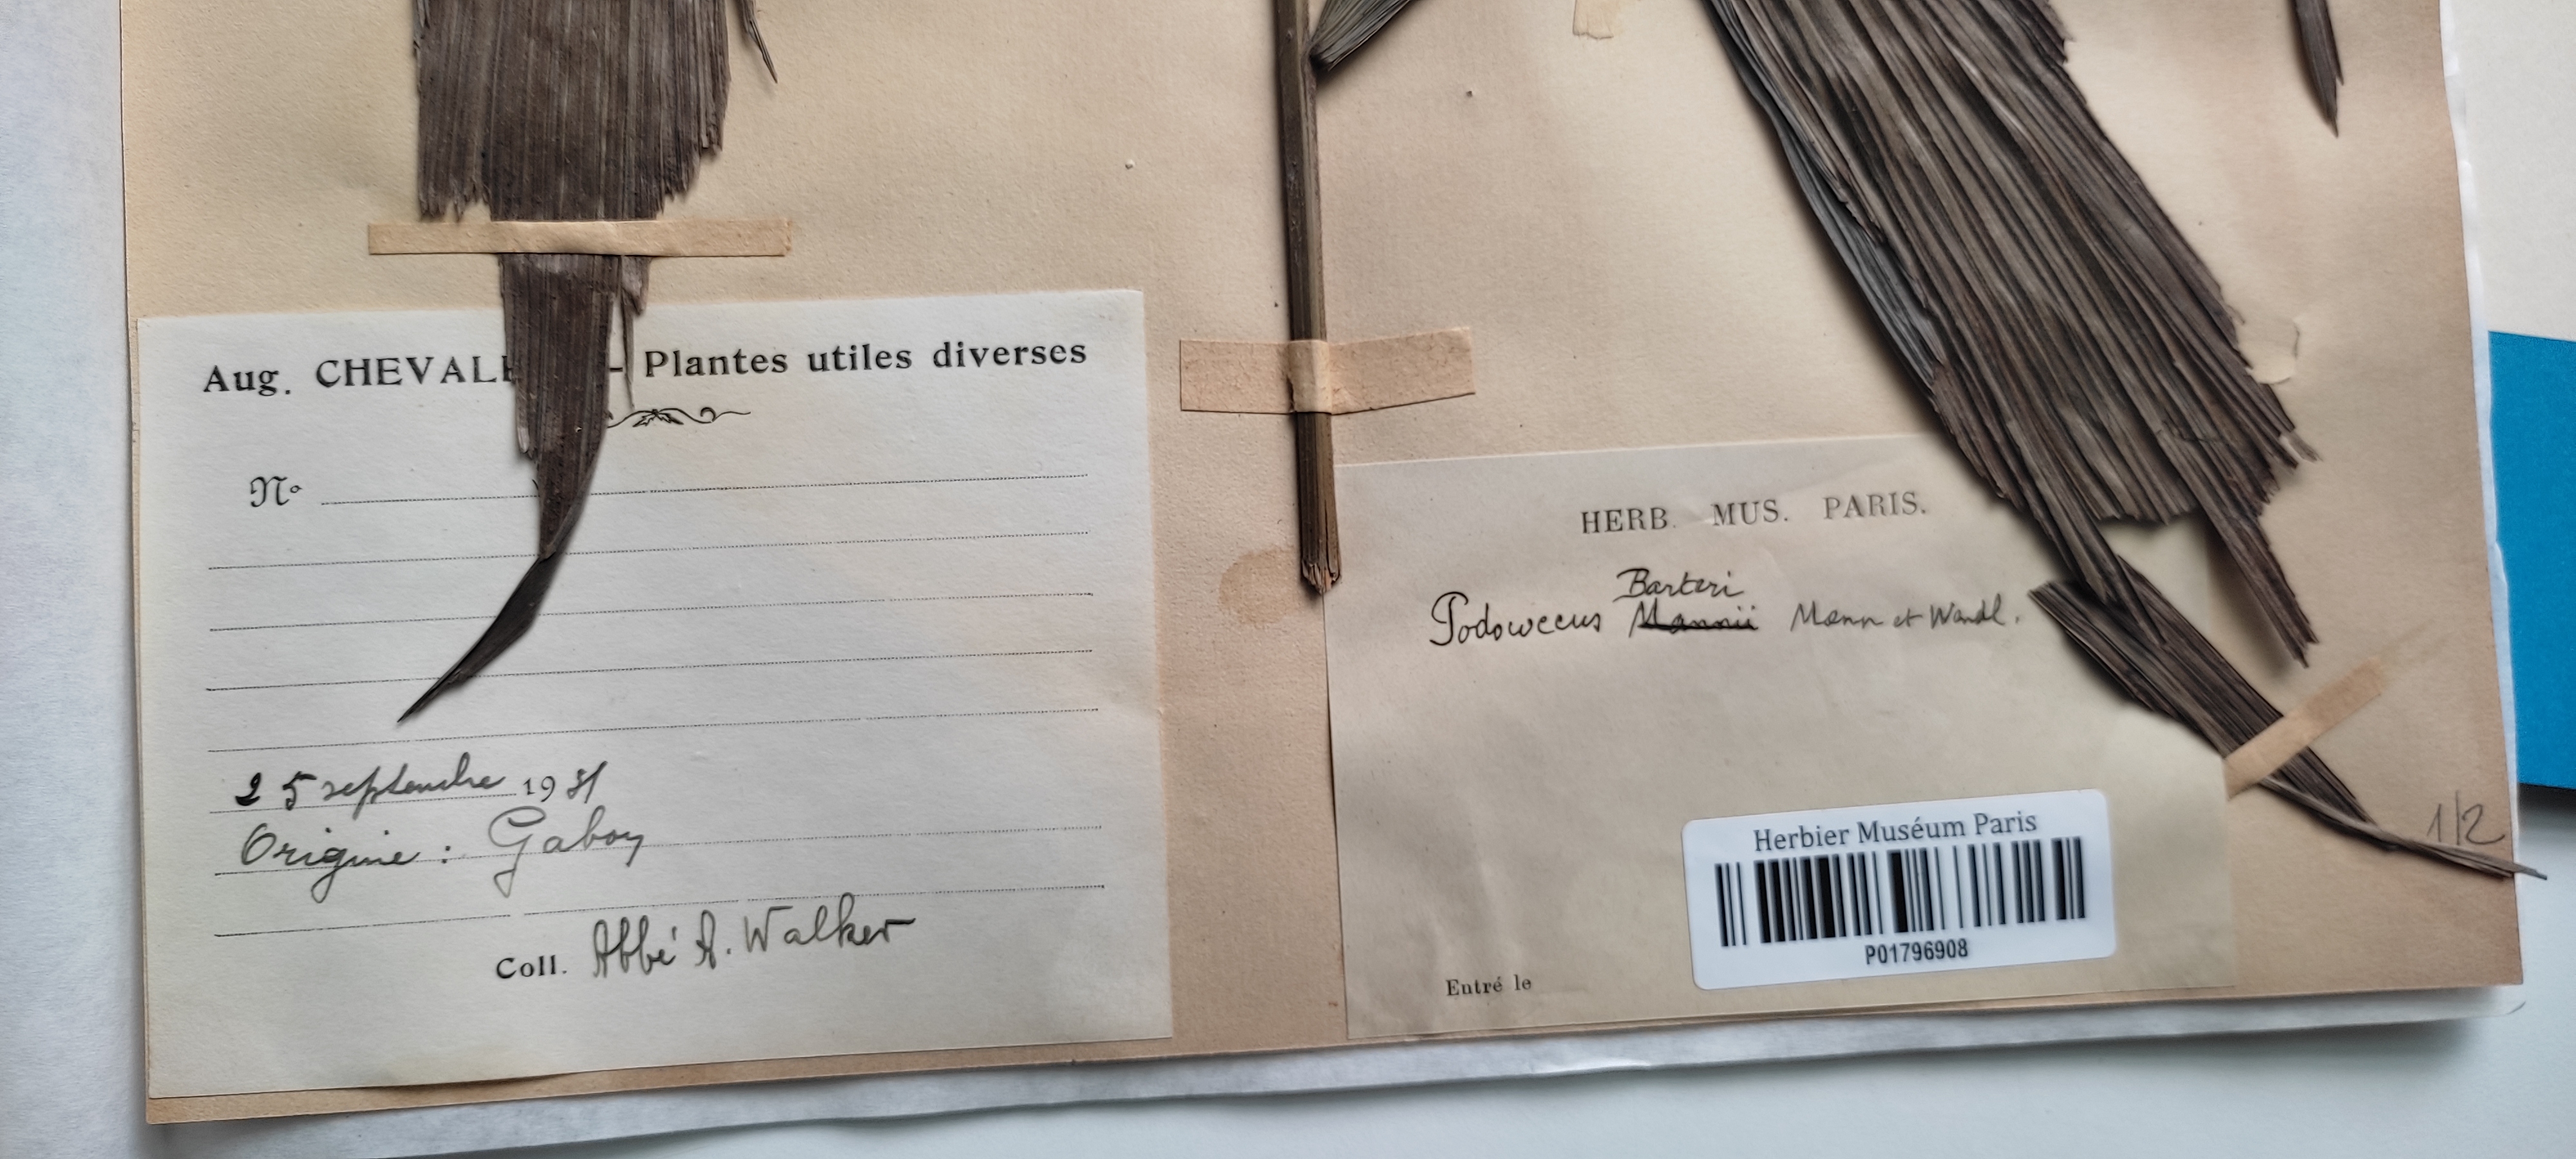 Aug. CHEVAL - Plantes utiles diverses
No
25 septembre 1931
Origine : Gabon
Coll. Abbé A. Walker
HERB. MUS. PARIS.
Barteri
Podococcus Mannii Mann et Wendl.
Herbier Muséum Paris
P01796908
Entré le
1/2